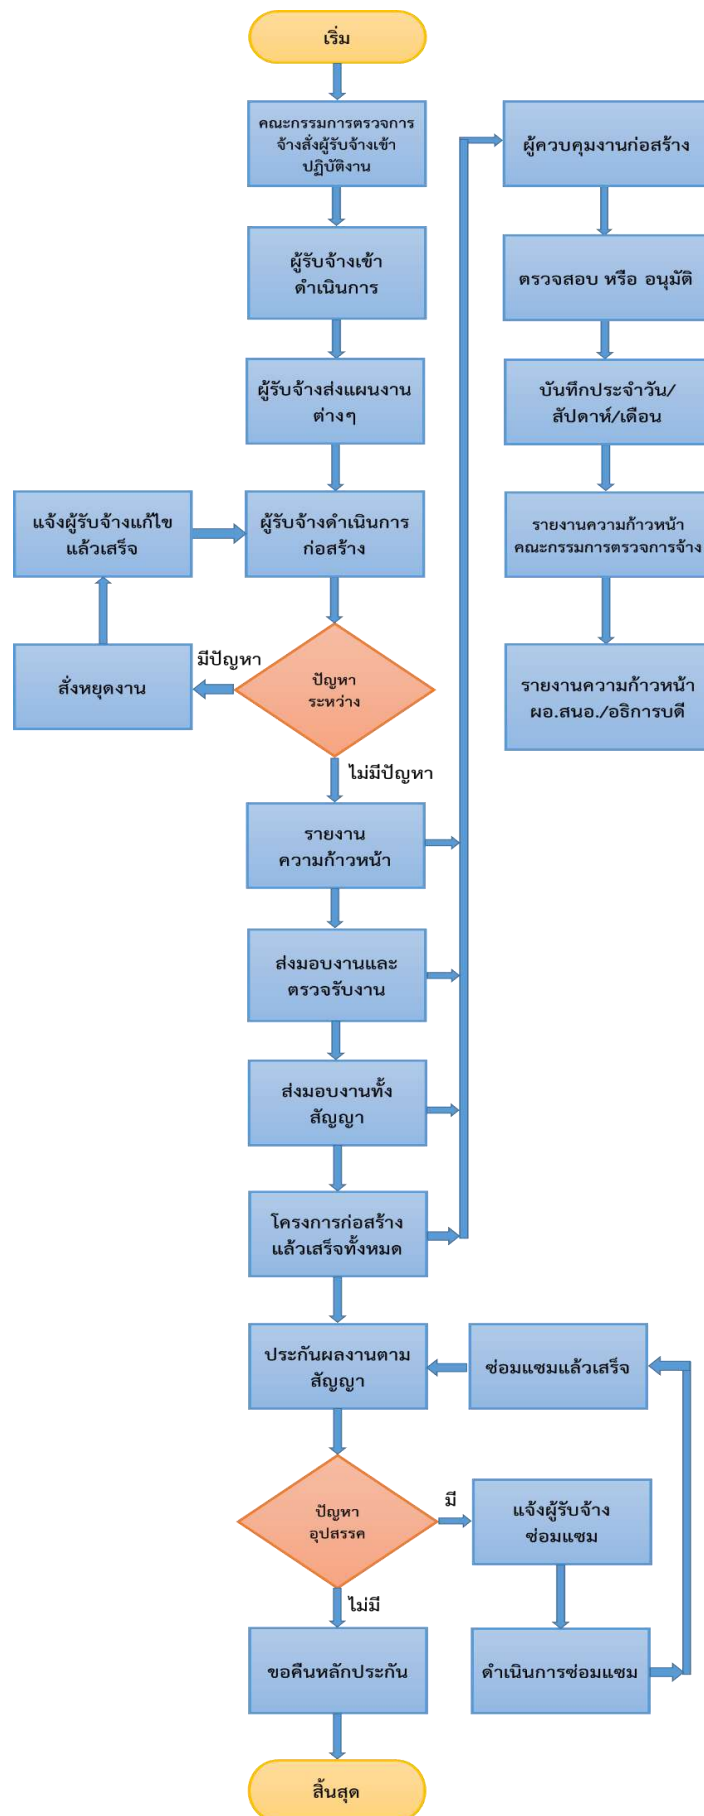 เริ่ม
คณะกรรมการตรวจการ
จ้างสั่งผู้รับจ้างเข้า
ปฏิบัติงาน
ผู้รับจ้างเข้า
ดำเนินการ
ผู้รับจ้างส่งแผนงาน
ต่างๆ
แจ้งผู้รับจ้างแก้ไข
แล้วเสร็จ
ผู้รับจ้างดำเนินการ
ก่อสร้าง
สั่งหยุดงาน
มีปัญหา
ปัญหา
ระหว่าง
ไม่มีปัญหา
รายงาน
ความก้าวหน้า
ส่งมอบงานและ
ตรวจรับงาน
ส่งมอบงานทั้ง
สัญญา
โครงการก่อสร้าง
แล้วเสร็จทั้งหมด
ผู้ควบคุมงานก่อสร้าง
ตรวจสอบ หรือ อนุมัติ
บันทึกประจำวัน/
สัปดาห์/เดือน
รายงานความก้าวหน้า
คณะกรรมการตรวจการจ้าง
รายงานความก้าวหน้า
ผอ.สนอ./อธิการบดี
ประกันผลงานตาม
สัญญา
ซ่อมแซมแล้วเสร็จ
ปัญหา
อุปสรรค
มี
แจ้งผู้รับจ้าง
ซ่อมแซม
ไม่มี
ขอคืนหลักประกัน
ดำเนินการซ่อมแซม
สิ้นสุด